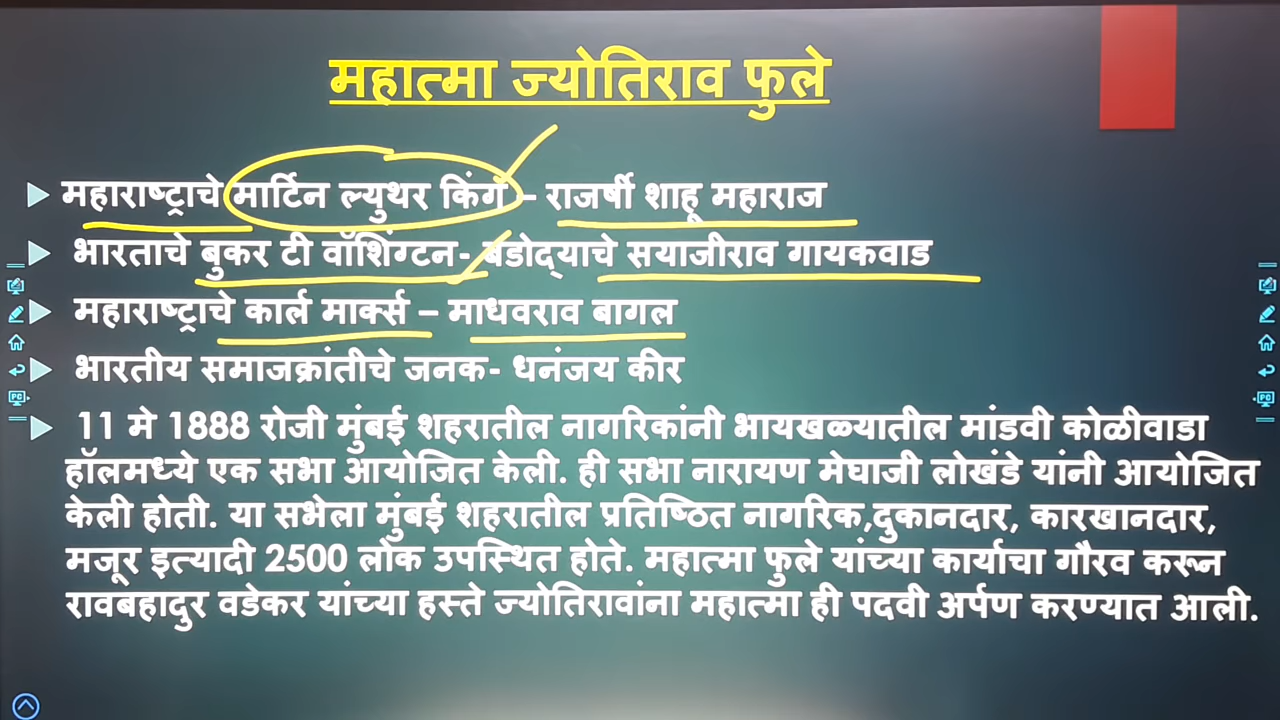 महात्मा ज्योतिराव फुले
महाराष्ट्राचे मार्टिन ल्युथर किंग – राजर्षी शाहू महाराज
भारताचे बुकर टी वॉशिंग्टन- बडोद्याचे सयाजीराव गायकवाड
महाराष्ट्राचे कार्ल मार्क्स – माधवराव बागल
भारतीय समाजक्रांतीचे जनक- धनंजय कीर
11 मे 1888 रोजी मुंबई शहरातील नागरिकांनी भायखळ्यातील मांडवी कोळीवाडा
हॉलमध्ये एक सभा आयोजित केली. ही सभा नारायण मेघाजी लोखंडे यांनी आयोजित
केली होती. या सभेला मुंबई शहरातील प्रतिष्ठित नागरिक,दुकानदार, कारखानदार,
मजूर इत्यादी 2500 लोक उपस्थित होते. महात्मा फुले यांच्या कार्याचा गौरव करून
रावबहादुर वडेकर यांच्या हस्ते ज्योतिरावांना महात्मा ही पदवी अर्पण करण्यात आली.
PC
PC